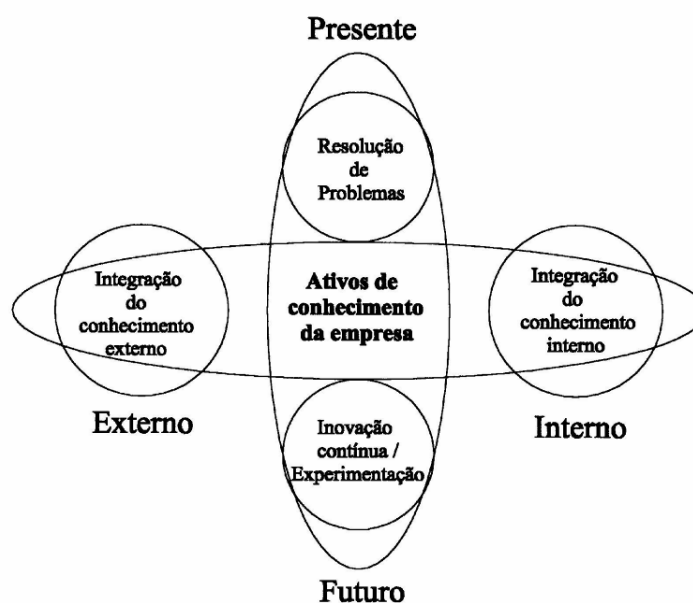 Presente
Resolução
de
Problemas
Integração
do
conhecimento
externo
Ativos de
conhecimento
da empresa
Integração
do
conhecimento
interno
Externo
Interno
Inovação
contínua /
Experimentação
Futuro